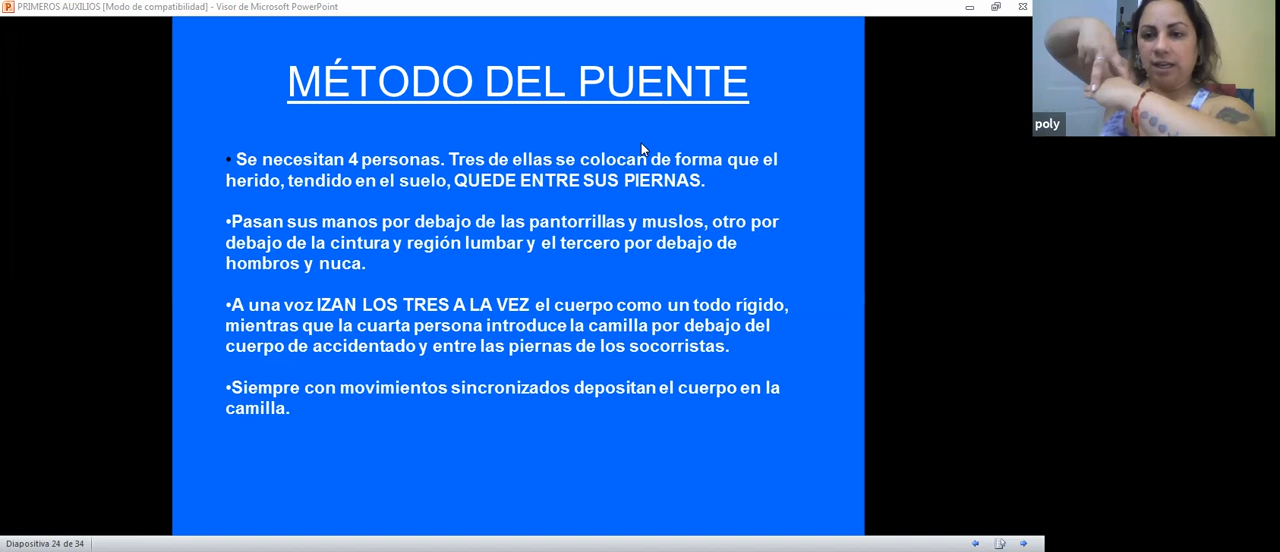 PRIMEROS AUXILIOS [Modo de compatibilidad] - Visor de Microsoft PowerPoint
poly
MÉTODO DEL PUENTE
• Se necesitan 4 personas. Tres de ellas se colocan de forma que el
herido, tendido en el suelo, QUEDE ENTRE SUS PIERNAS.
•Pasan sus manos por debajo de las pantorrillas y muslos, otro por
debajo de la cintura y región lumbar y el tercero por debajo de
hombros y nuca.
•A una voz IZAN LOS TRES A LA VEZ el cuerpo como un todo rígido,
mientras que la cuarta persona introduce la camilla por debajo del
cuerpo de accidentado y entre las piernas de los socorristas.
•Siempre con movimientos sincronizados depositan el cuerpo en la
camilla.
Diapositiva 24 de 34